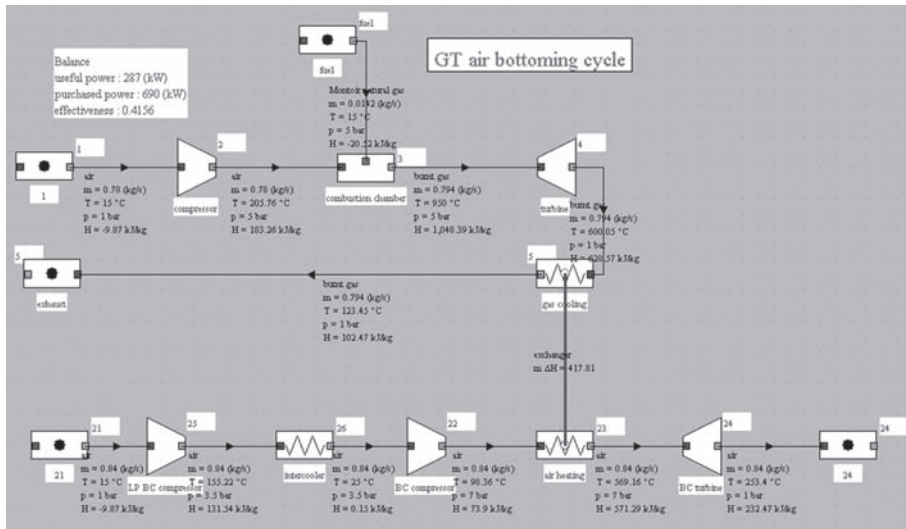 fuel
GT air bottoming cycle
Balance
useful power : 287 (kW)
purchased power : 690 (kW)
effectiveness : 0.4156
fuel
Montoir natural gas
m = 0.0142 (kg/s)
T = 15 °C
p = 5 bar
H = -20.52 kJ/kg
1
2
3
4
1
air
m = 0.78 (kg/s)
T = 15 °C
p = 1 bar
H = -9.87 kJ/kg
compressor
air
m = 0.78 (kg/s)
T = 205.76 °C
p = 5 bar
H = 183.26 kJ/kg
combustion chamber
burnt gas
m = 0.794 (kg/s)
T = 950 °C
p = 5 bar
H = 1,048.39 kJ/kg
turbine
burnt gas
m = 0.794 (kg/s)
T = 600.05 °C
p = 1 bar
H = 628.57 kJ/kg
5
5
exhaust
gas cooling
burnt gas
m = 0.794 (kg/s)
T = 123.45 °C
p = 1 bar
H = 102.47 kJ/kg
exchanger
m ΔH = 417.81
21
25
26
22
23
24
24
21
air
m = 0.84 (kg/s)
T = 15 °C
p = 1 bar
H = -9.87 kJ/kg
LP BC compressor
air
m = 0.84 (kg/s)
T = 155.22 °C
p = 3.5 bar
H = 131.54 kJ/kg
intercooler
air
m = 0.84 (kg/s)
T = 25 °C
p = 3.5 bar
H = 0.15 kJ/kg
BC compressor
air
m = 0.84 (kg/s)
T = 98.36 °C
p = 7 bar
H = 73.9 kJ/kg
air heating
air
m = 0.84 (kg/s)
T = 569.16 °C
p = 7 bar
H = 571.29 kJ/kg
BC turbine
air
m = 0.84 (kg/s)
T = 253.4 °C
p = 1 bar
H = 232.47 kJ/kg
24